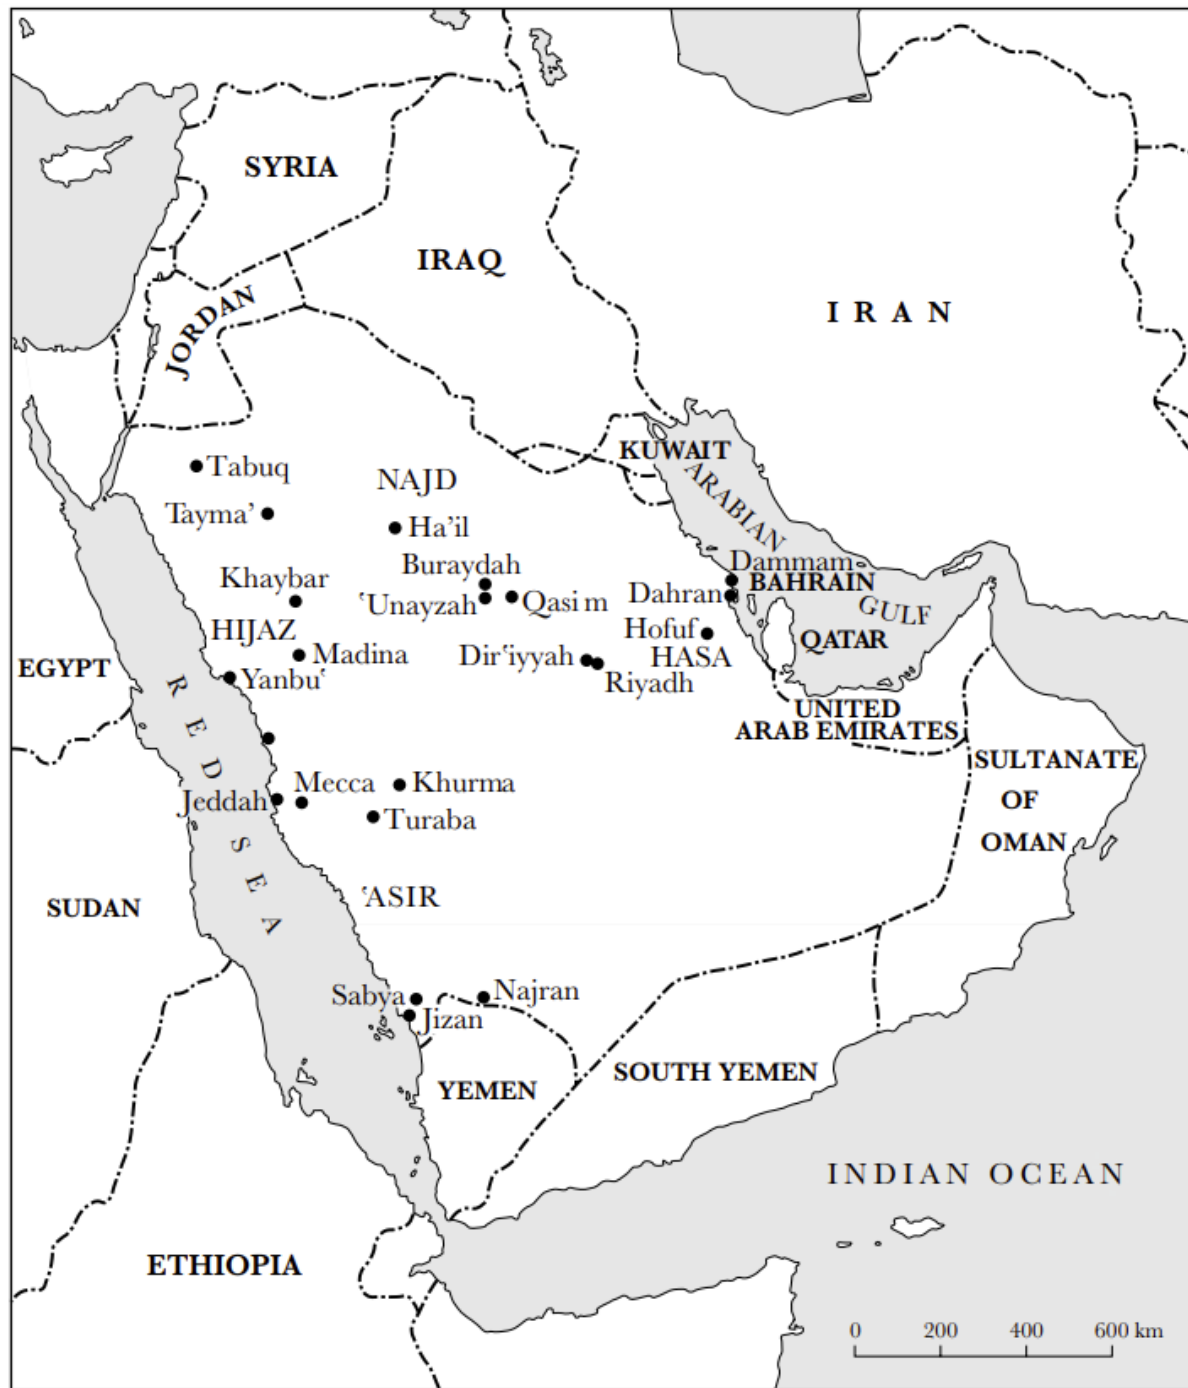 SYRIA
IRAQ
IRAN
JORDAN
KUWAIT
ARABIAN
GULF
Tabuq
NAJD
Tayma’
Ha’il
Khaybar
Buraydah
Dammam
BAHRAIN
‘Unayzah
Qasim
Dahran
HIJAZ
Hofuf
QATAR
Madina
Dir‘iyyah
HASA
EGYPT
Yanbu‘
Riyadh
RED SEA
UNITED
ARAB EMIRATES
SULTANATE
OF
OMAN
Mecca
Khurma
Jeddah
Turaba
‘ASIR
SUDAN
Sabya
Najran
Jizan
YEMEN
SOUTH YEMEN
INDIAN OCEAN
ETHIOPIA
0 200 400 600 km